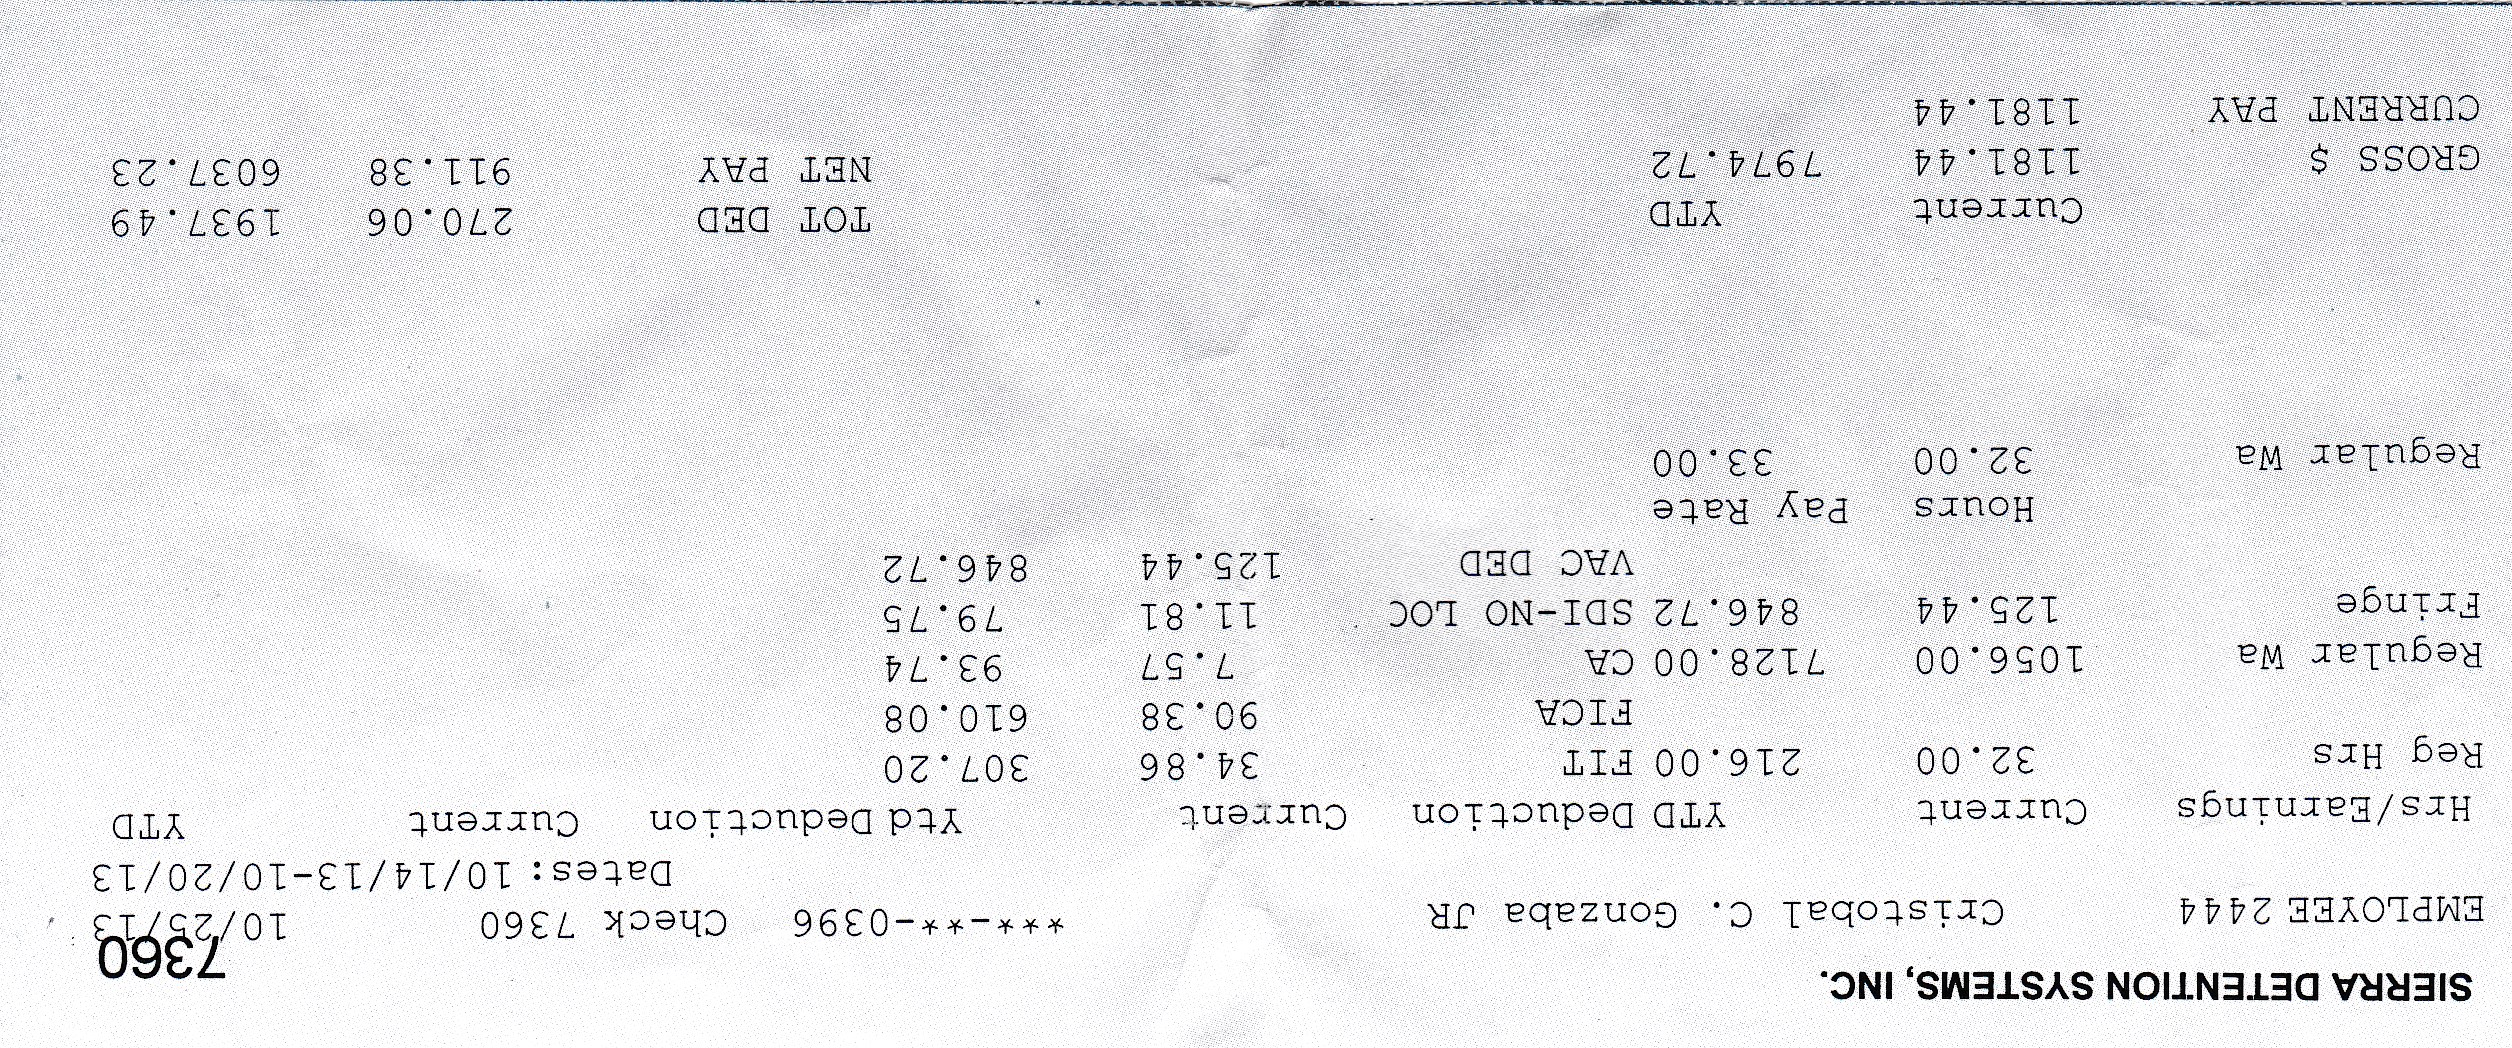 SIERRA DETENTION SYSTEMS, INC.
7360
EMPLOYEE 2444 Cristobal C. Gonzaba JR ***-**-0396 Check 7360 10/25/13
Dates: 10/14/13-10/20/13
Hrs/Earnings Current YTD Deduction Current Ytd Deduction Current YTD
Reg Hrs 32.00 216.00 FIT 34.86 307.20
FICA 90.38 610.08
Regular Wa 1056.00 7128.00 CA 7.57 93.74
Fringe 125.44 846.72 SDI-NO LOC 11.81 79.75
VAC DED 125.44 846.72
Hours Pay Rate
Regular Wa 32.00 33.00
Current YTD TOT DED 270.06 1937.49
GROSS $ 1181.44 7974.72 NET PAY 911.38 6037.23
CURRENT PAY 1181.44